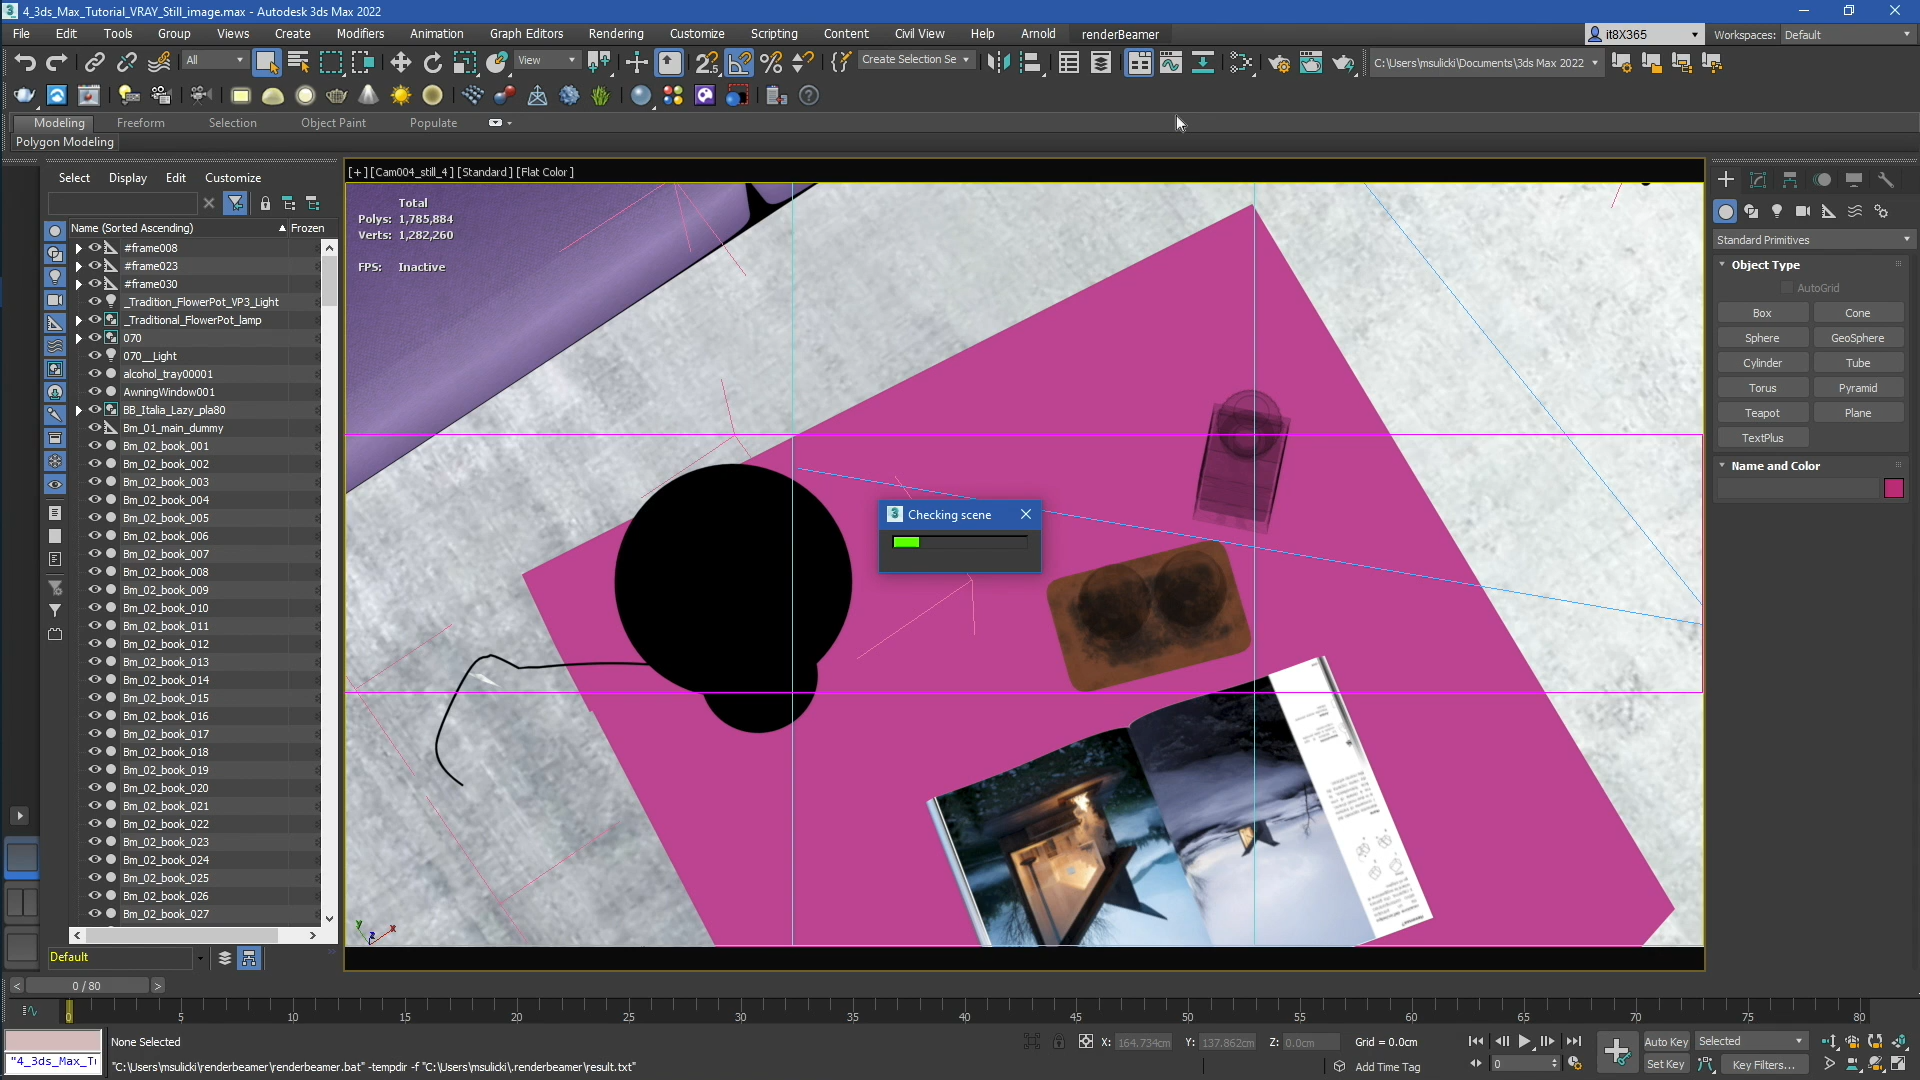 4_3ds_Max_Tutorial_VRAY_Still_image.max - Autodesk 3ds Max 2022
File Edit Tools Group Views Create Modifiers Animation Graph Editors Rendering Customize Scripting Civil View Content Help Arnold renderBeamer
it8X365 Workspaces: Default
All View Create Selection Se C:\Users\msulicki\Documents\3ds Max 2022
Modeling Freeform Selection Object Paint Populate
Polygon Modeling
Select Display Edit Customize
Name (Sorted Ascending) Frozen
#frame008
#frame023
#frame030
_Tradition_FlowerPot_VP3_Light
_Traditional_FlowerPot_lamp
070
070__Light
alcohol_tray00001
AwningWindow001
BB_Italia_Lazy_pla80
Bm_01_main_dummy
Bm_02_book_001
Bm_02_book_002
Bm_02_book_003
Bm_02_book_004
Bm_02_book_005
Bm_02_book_006
Bm_02_book_007
Bm_02_book_008
Bm_02_book_009
Bm_02_book_010
Bm_02_book_011
Bm_02_book_012
Bm_02_book_013
Bm_02_book_014
Bm_02_book_015
Bm_02_book_016
Bm_02_book_017
Bm_02_book_018
Bm_02_book_019
Bm_02_book_020
Bm_02_book_021
Bm_02_book_022
Bm_02_book_023
Bm_02_book_024
Bm_02_book_025
Bm_02_book_026
Bm_02_book_027
Default
[+] [Cam004_still_4 ] [Standard ] [Flat Color ]
Total
Polys: 1,785,884
Verts: 1,282,260
FPS: Inactive
Checking scene
y z x
Standard Primitives
Object Type
AutoGrid
Box Cone
Sphere GeoSphere
Cylinder Tube
Torus Pyramid
Teapot Plane
TextPlus
Name and Color
< 0 / 80 >
0 5 10 15 20 25 30 35 40 45 50 55 60 65 70 75 80
None Selected
X: 164.734cm Y: 137.862cm Z: 0.0cm Grid = 0.0cm
Auto Key Selected
"4_3ds_Max_Tu
"C:\Users\msulicki\renderbeamer\renderbeamer.bat" -tempdir -f "C:\Users\msulicki\.renderbeamer\result.txt"
Add Time Tag
0
Set Key Key Filters...